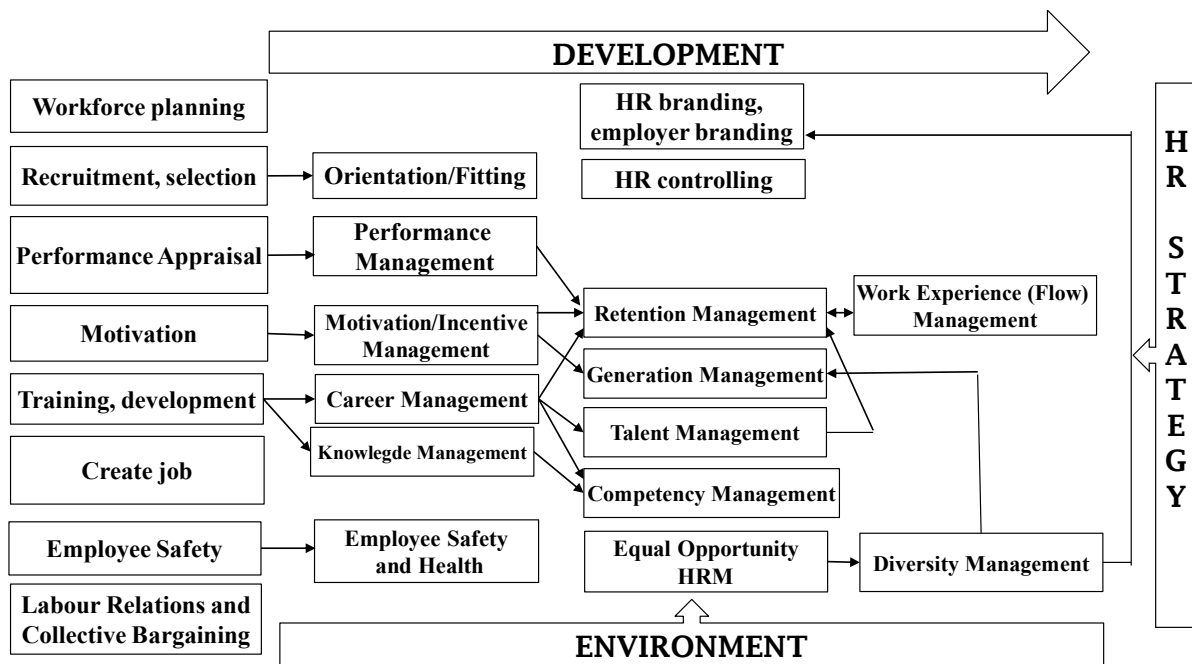 DEVELOPMENT
Workforce planning
HR branding,
employer branding
Recruitment, selection
Orientation/Fitting
HR controlling
Performance Appraisal
Performance
Management
Motivation
Motivation/Incentive
Management
Retention Management
Work Experience (Flow)
Management
Training, development
Career Management
Generation Management
Knowlegde Management
Talent Management
Create job
Competency Management
Employee Safety
Employee Safety
and Health
Equal Opportunity
HRM
Diversity Management
Labour Relations and
Collective Bargaining
ENVIRONMENT
HR STRATEGY